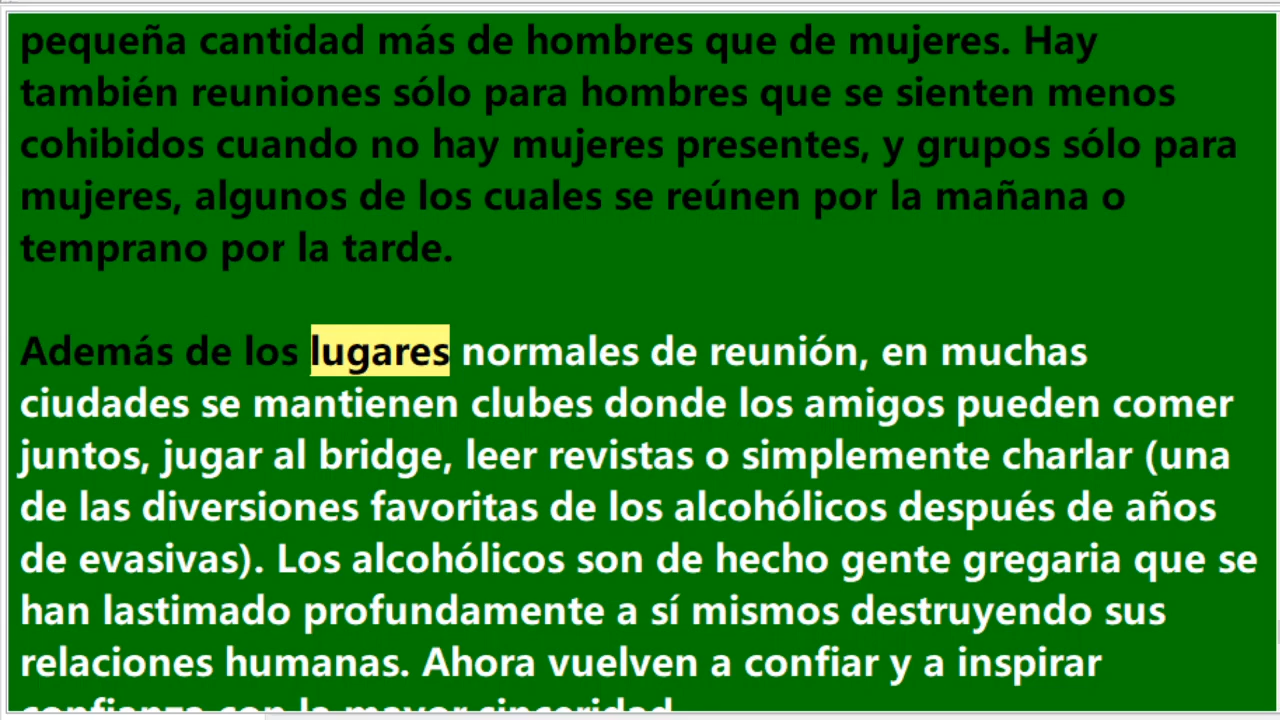 pequeña cantidad más de hombres que de mujeres. Hay
también reuniones sólo para hombres que se sienten menos
cohibidos cuando no hay mujeres presentes, y grupos sólo para
mujeres, algunos de los cuales se reúnen por la mañana o
temprano por la tarde.
Además de los lugares normales de reunión, en muchas
ciudades se mantienen clubes donde los amigos pueden comer
juntos, jugar al bridge, leer revistas o simplemente charlar (una
de las diversiones favoritas de los alcohólicos después de años
de evasivas). Los alcohólicos son de hecho gente gregaria que se
han lastimado profundamente a sí mismos destruyendo sus
relaciones humanas. Ahora vuelven a confiar y a inspirar
confianza con la mayor sinceridad.